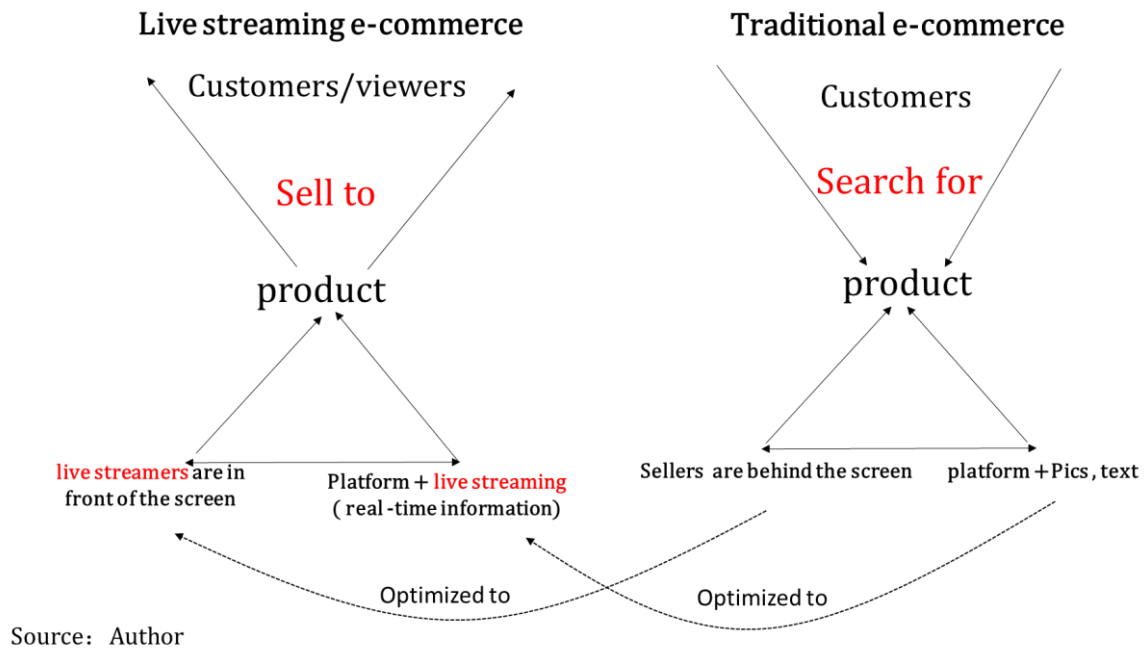 Live streaming e-commerce
Customers/viewers
Sell to
product
live streamers are in
front of the screen
Platform + live streaming
( real -time information)
Traditional e-commerce
Customers
Search for
product
Sellers are behind the screen
platform +Pics , text
Optimized to
Optimized to
Source: Author